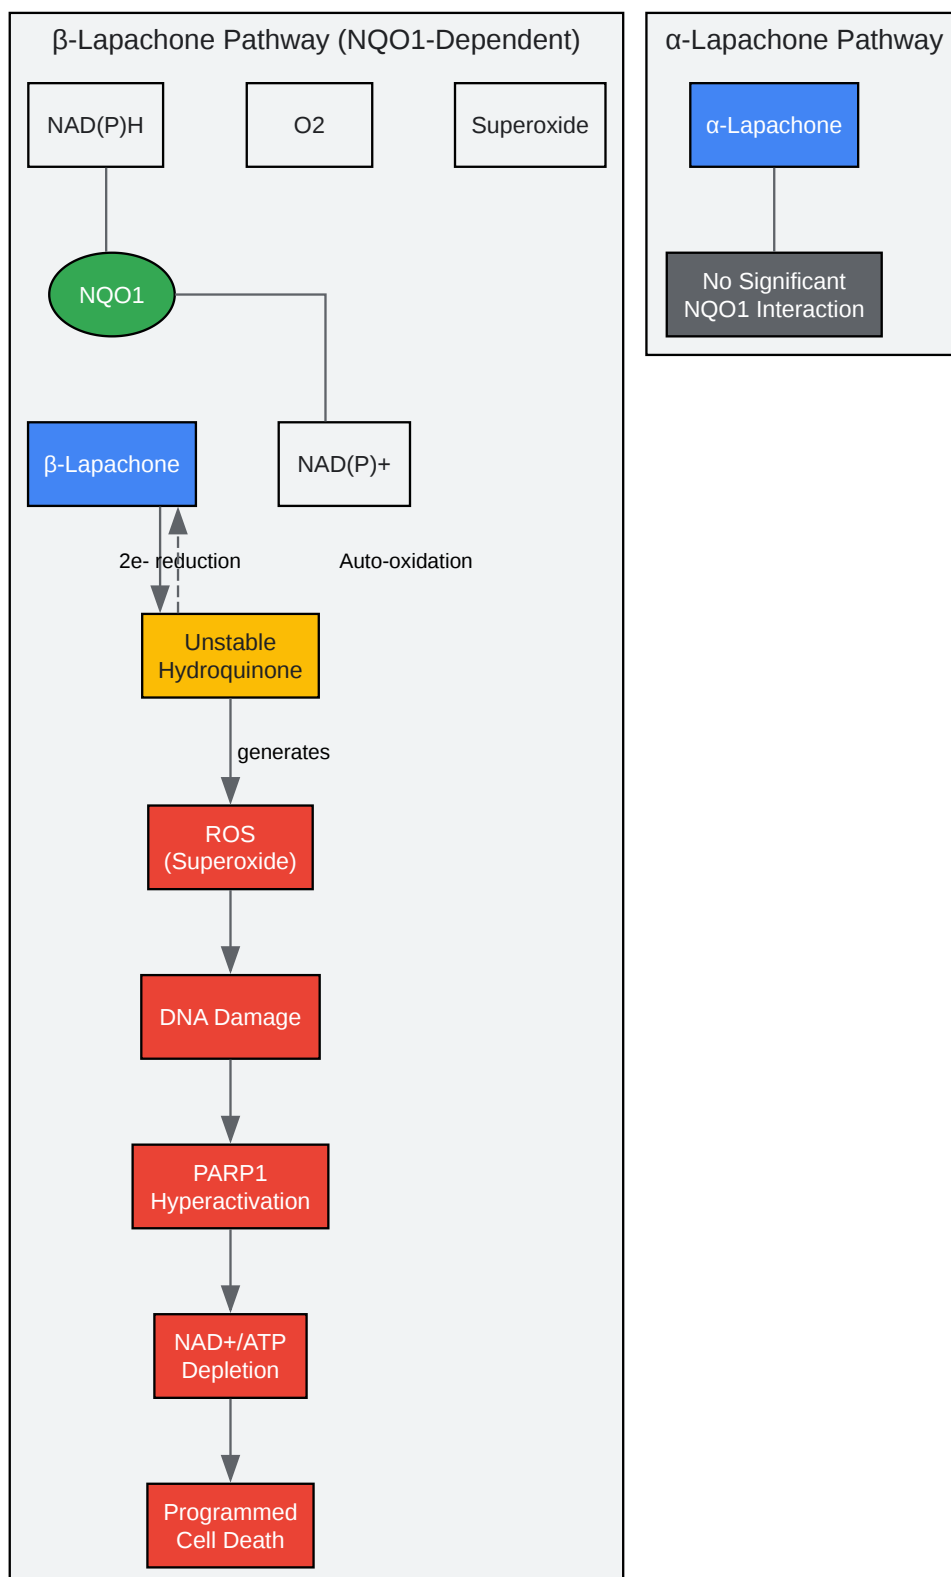 β-Lapachone Pathway (NQO1-Dependent)
α-Lapachone Pathway
NAD(P)H
O2
Superoxide
α-Lapachone
NQO1
No Significant
NQO1 Interaction
β-Lapachone
NAD(P)+
2e- reduction
Auto-oxidation
Unstable
Hydroquinone
generates
ROS
(Superoxide)
DNA Damage
PARP1
Hyperactivation
NAD+/ATP
Depletion
Programmed
Cell Death